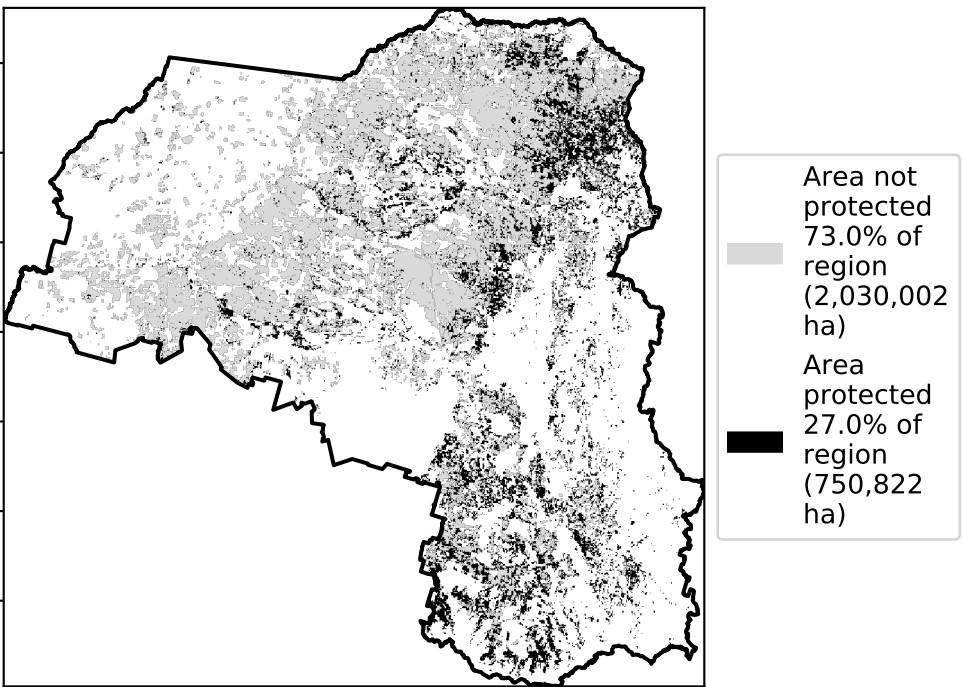 Area not
protected
73.0% of
region
(2,030,002
ha)
Area
protected
27.0% of
region
(750,822
ha)